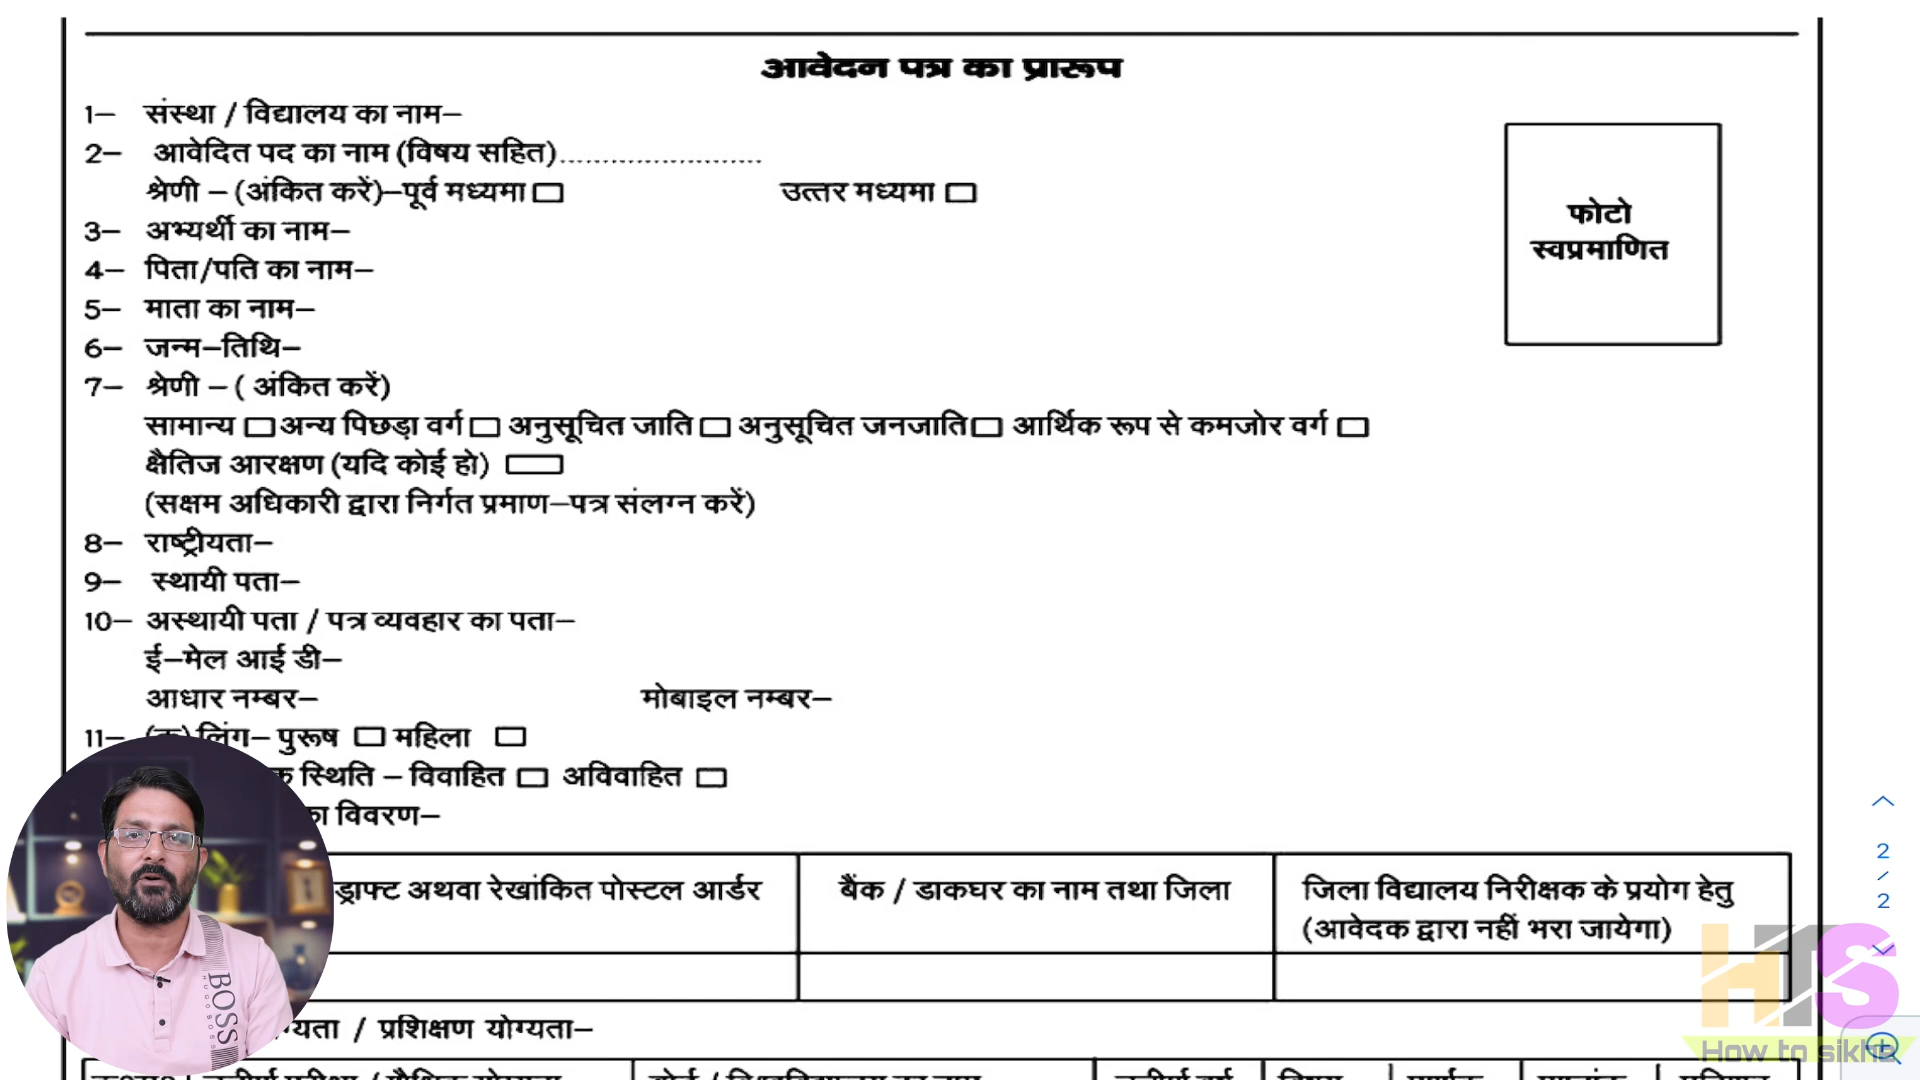 आवेदन पत्र का प्रारूप
1– संस्था / विद्यालय का नाम–
2– आवेदित पद का नाम (विषय सहित)........................
श्रेणी – (अंकित करें)–पूर्व मध्यमा उत्तर मध्यमा
फोटो
स्वप्रमाणित
3– अभ्यर्थी का नाम–
4– पिता/पति का नाम–
5– माता का नाम–
6– जन्म–तिथि–
7– श्रेणी – ( अंकित करें)
सामान्य अन्य पिछड़ा वर्ग अनुसूचित जाति अनुसूचित जनजाति आर्थिक रूप से कमजोर वर्ग
क्षैतिज आरक्षण (यदि कोई हो)
(सक्षम अधिकारी द्वारा निर्गत प्रमाण–पत्र संलग्न करें)
8– राष्ट्रीयता–
9– स्थायी पता–
10– अस्थायी पता / पत्र व्यवहार का पता–
ई–मेल आई डी–
आधार नम्बर– मोबाइल नम्बर–
11– लिंग– पुरूष महिला
स्थिति – विवाहित अविवाहित
का विवरण–
ड्राफ्ट अथवा रेखांकित पोस्टल आर्डर
बैंक / डाकघर का नाम तथा जिला
जिला विद्यालय निरीक्षक के प्रयोग हेतु
(आवेदक द्वारा नहीं भरा जायेगा)
/ प्रशिक्षण योग्यता–
2
/
2
BOSS
HUGO BOSS
HTS
How to sikhe